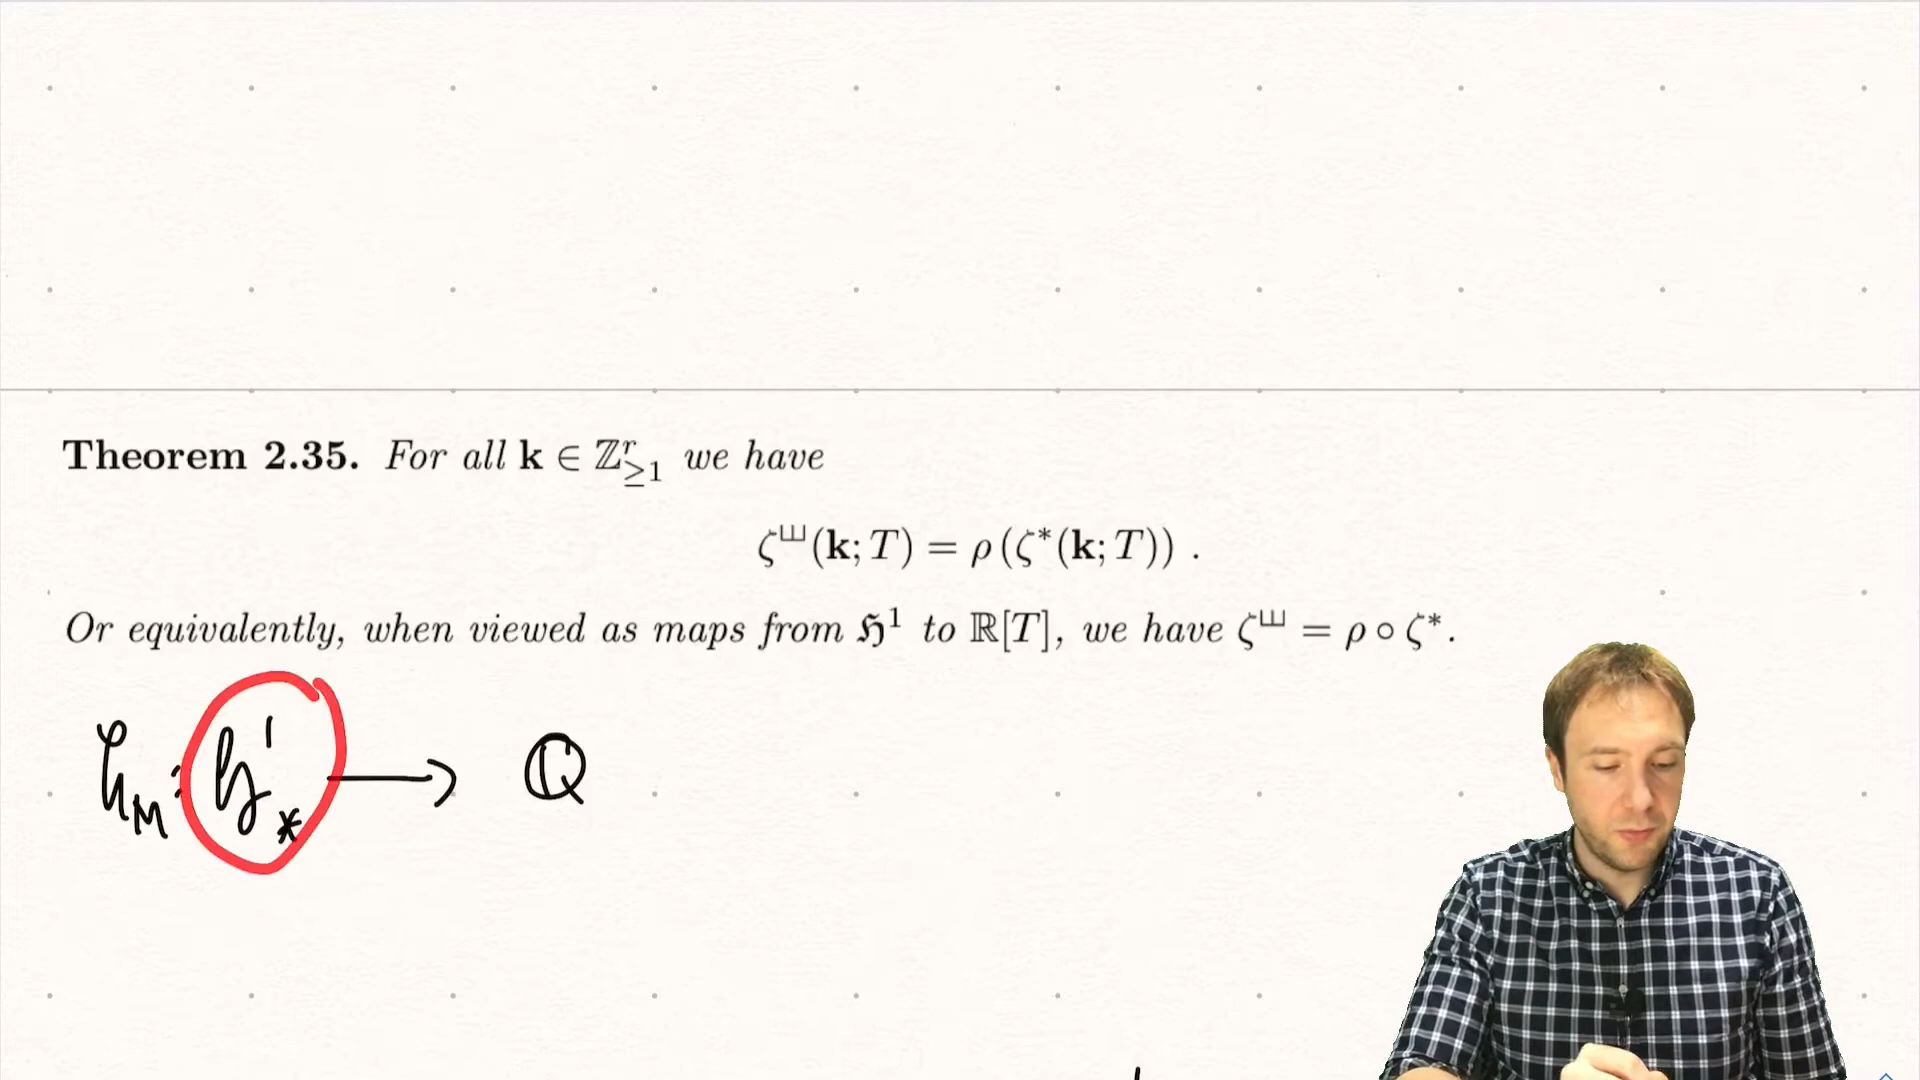 Theorem 2.35. For all 𝐤 ∈ ℤ^r_{≥1} we have
ζ^ш(𝐤; T) = ρ(ζ^*(𝐤; T)) .
Or equivalently, when viewed as maps from ℌ^1 to ℝ[T], we have ζ^ш = ρ ∘ ζ^*.
ζ_M : ℌ^1_* → ℚ